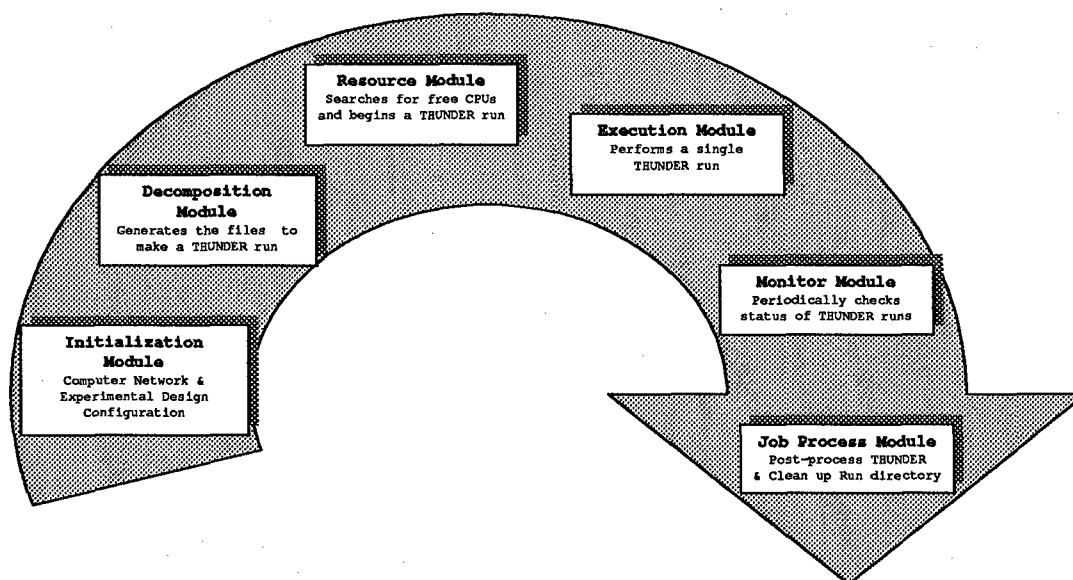 Resource Module
Searches for free CPUs
and begins a THUNDER run
Execution Module
Performs a single
THUNDER run
Decomposition
Module
Generates the files to
make a THUNDER run
Monitor Module
Periodically checks
status of THUNDER runs
Initialization
Module
Computer Network &
Experimental Design
Configuration
Job Process Module
Post-process THUNDER
& Clean up Run directory